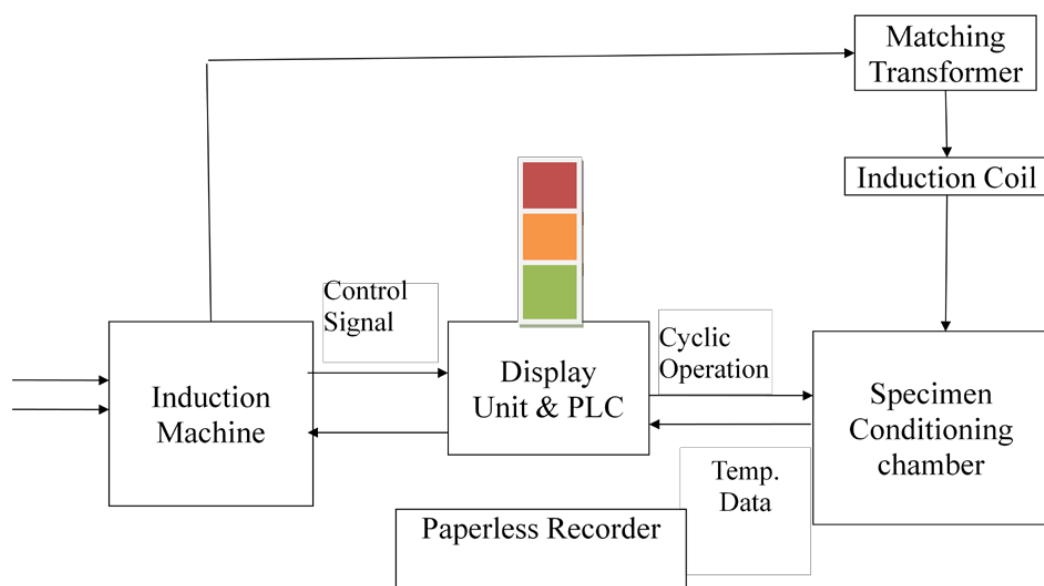 Matching
Transformer
Induction Coil
Control
Signal
Cyclic
Operation
Induction
Machine
Display
Unit & PLC
Specimen
Conditioning
chamber
Temp.
Data
Paperless Recorder